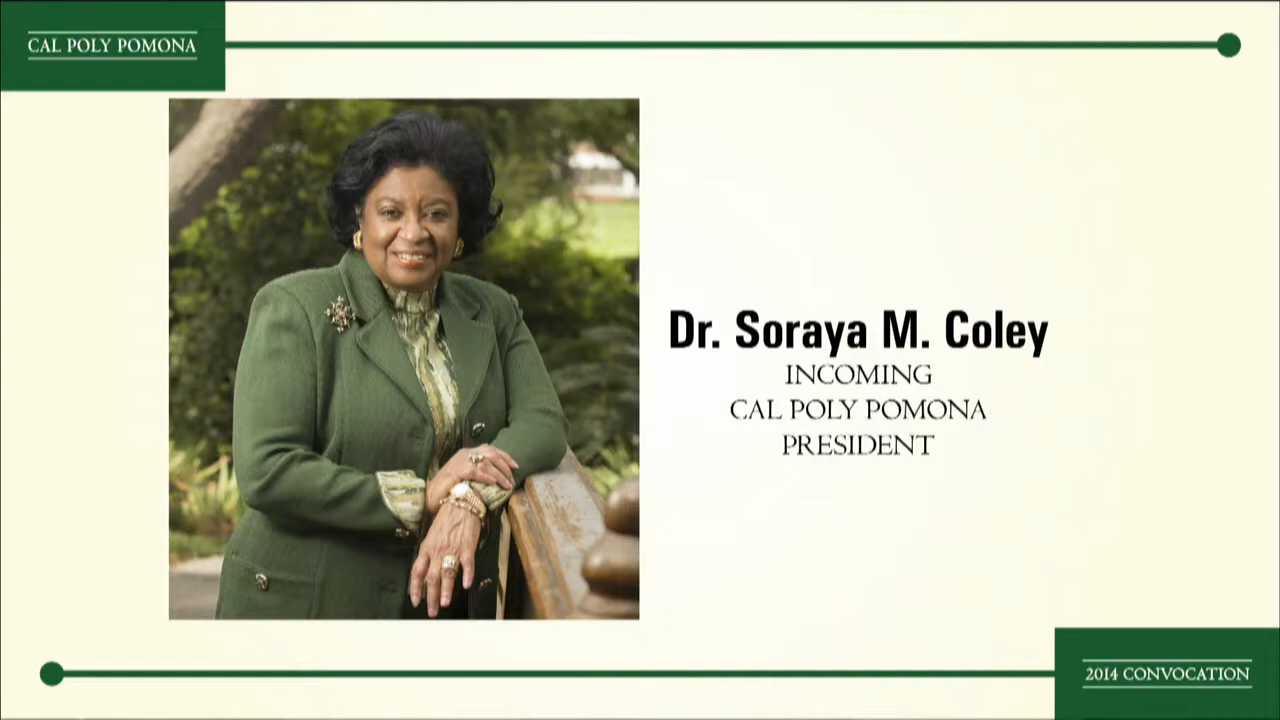 CAL POLY POMONA
Dr. Soraya M. Coley
INCOMING
CAL POLY POMONA
PRESIDENT
2014 CONVOCATION